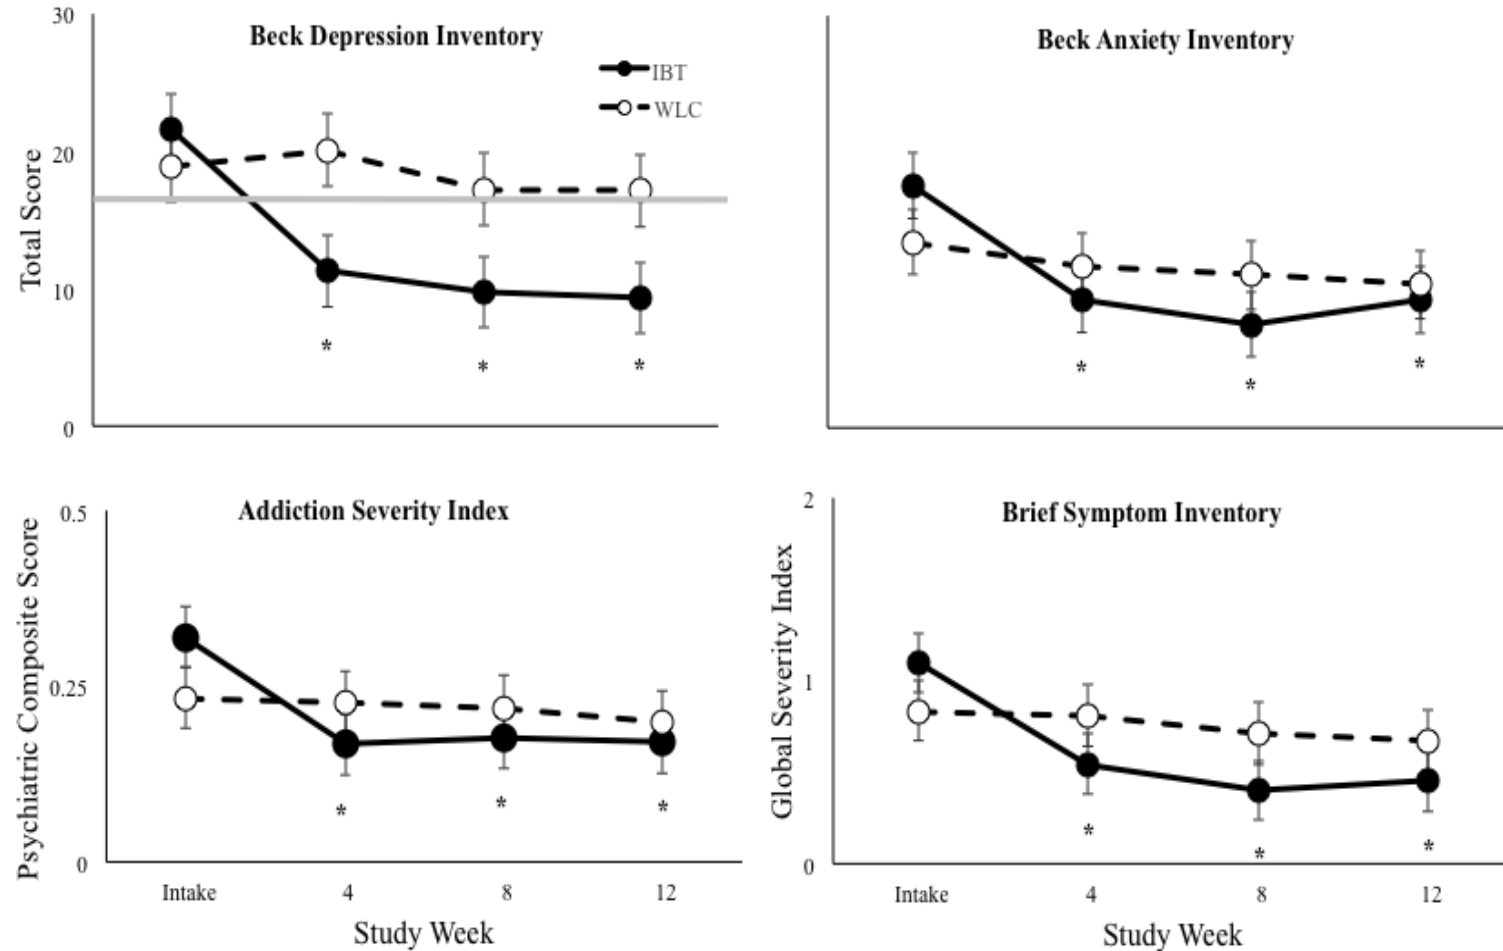 30
Beck Depression Inventory
IBT
WLC
20
10
0
Total Score
*
*
*
Beck Anxiety Inventory
*
*
*
0.5
Addiction Severity Index
0.25
0
Psychiatric Composite Score
*
*
*
Intake
4
8
12
Study Week
2
Brief Symptom Inventory
1
0
Global Severity Index
*
*
*
Intake
4
8
12
Study Week